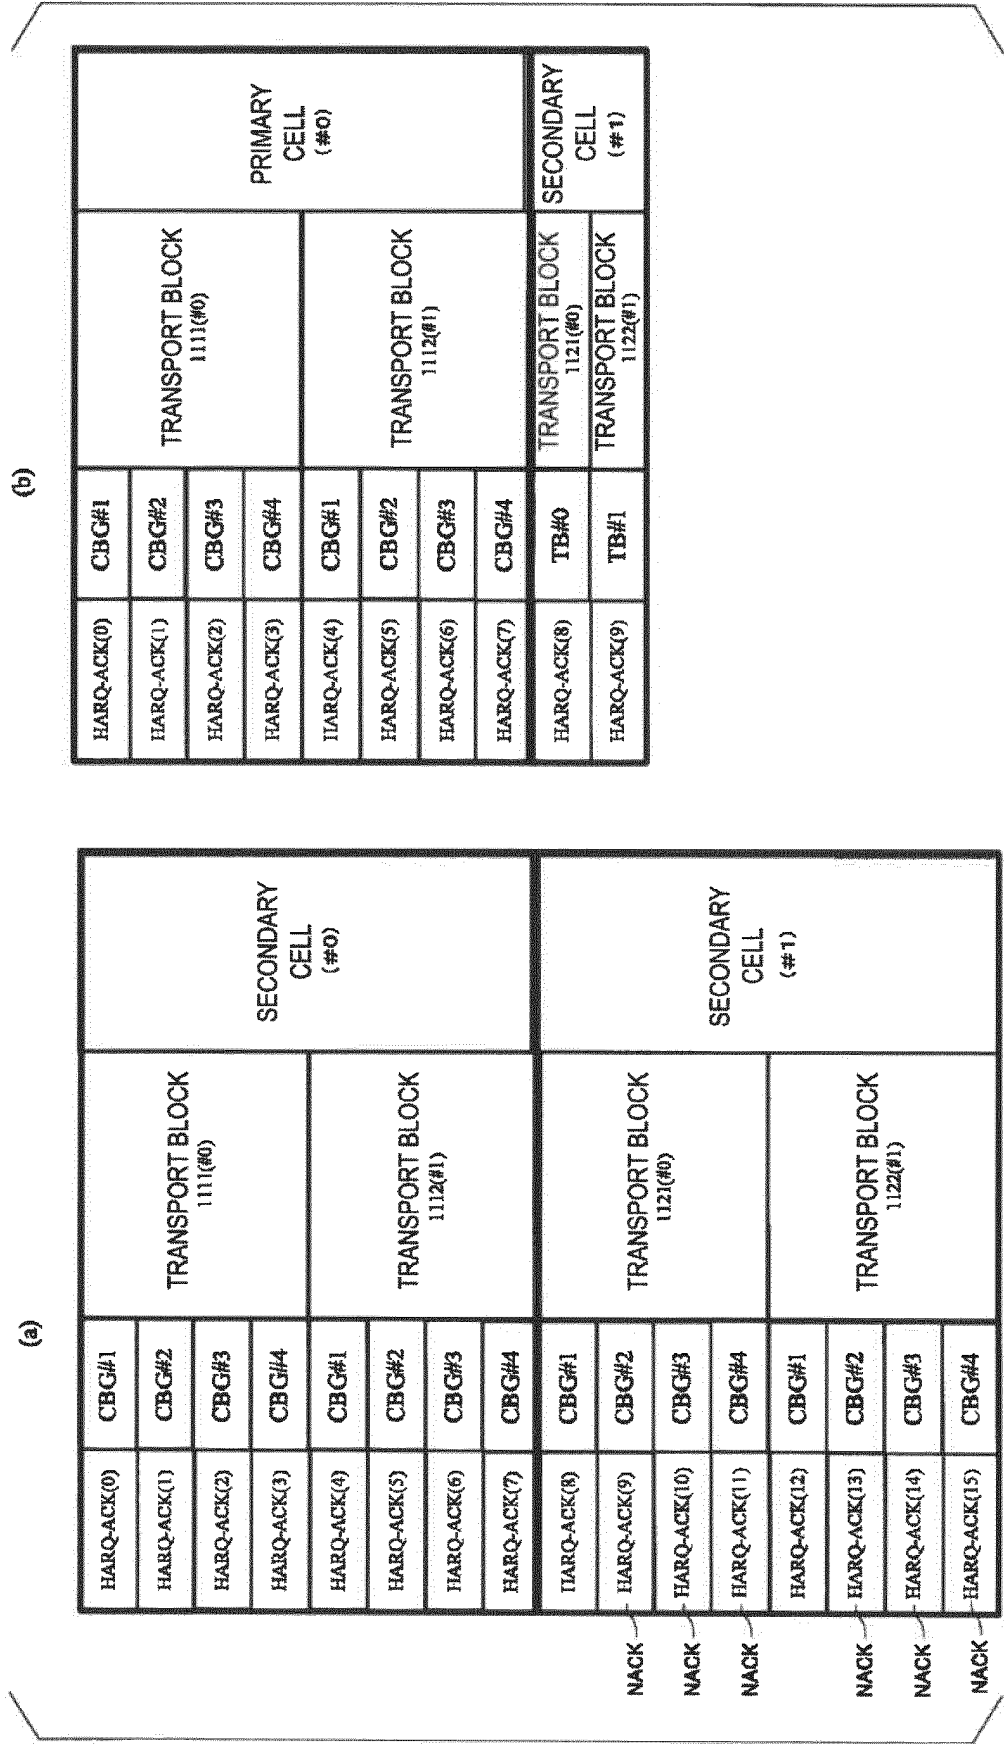 (a)
HARQ-ACK(0) CBG#1
HARQ-ACK(1) CBG#2
HARQ-ACK(2) CBG#3
HARQ-ACK(3) CBG#4
TRANSPORT BLOCK
1111(#0)
HARQ-ACK(4) CBG#1
HARQ-ACK(5) CBG#2
HARQ-ACK(6) CBG#3
HARQ-ACK(7) CBG#4
TRANSPORT BLOCK
1112(#1)
SECONDARY
CELL
(#0)
HARQ-ACK(8) CBG#1
NACK HARQ-ACK(9) CBG#2
NACK HARQ-ACK(10) CBG#3
NACK HARQ-ACK(11) CBG#4
TRANSPORT BLOCK
1121(#0)
HARQ-ACK(12) CBG#1
NACK HARQ-ACK(13) CBG#2
NACK HARQ-ACK(14) CBG#3
NACK HARQ-ACK(15) CBG#4
TRANSPORT BLOCK
1122(#1)
SECONDARY
CELL
(#1)
(b)
HARQ-ACK(0) CBG#1
HARQ-ACK(1) CBG#2
HARQ-ACK(2) CBG#3
HARQ-ACK(3) CBG#4
TRANSPORT BLOCK
1111(#0)
HARQ-ACK(4) CBG#1
HARQ-ACK(5) CBG#2
HARQ-ACK(6) CBG#3
HARQ-ACK(7) CBG#4
TRANSPORT BLOCK
1112(#1)
PRIMARY
CELL
(#0)
HARQ-ACK(8) TB#0
TRANSPORT BLOCK
1121(#0)
HARQ-ACK(9) TB#1
TRANSPORT BLOCK
1122(#1)
SECONDARY
CELL
(#1)